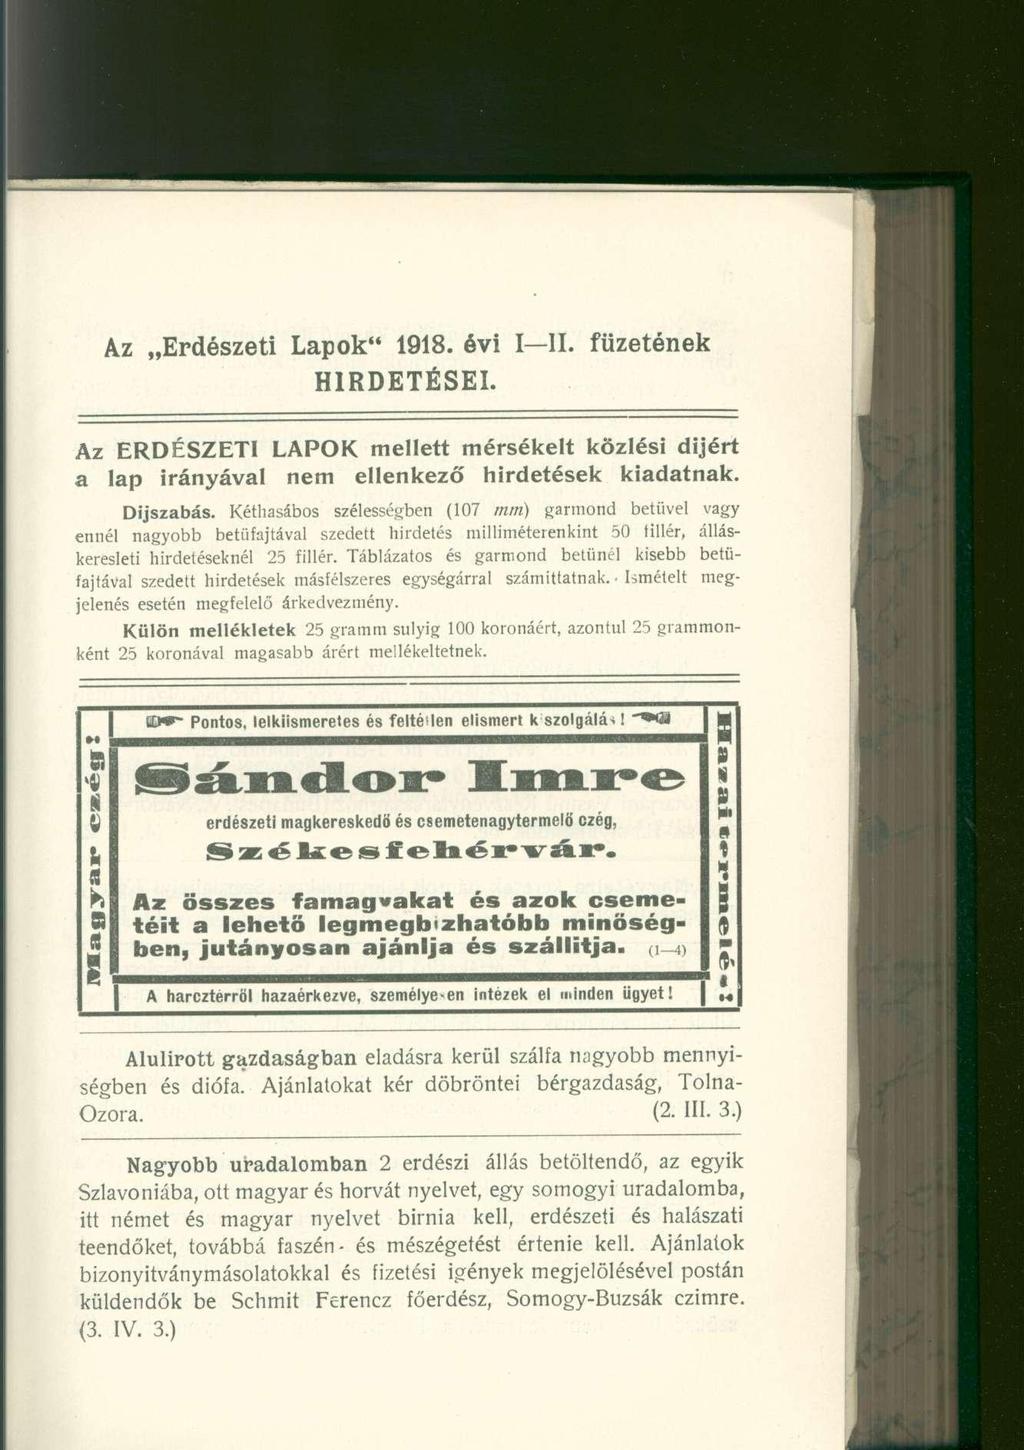 Az „Erdészeti Lapok“ 1918. évi I—II. füzetének
HIRDETÉSEI.
Az ERDÉSZETI LAPOK mellett mérsékelt közlési dijért
a lap irányával nem ellenkező hirdetések kiadatnak.
Dijszabás. Kéthasábos szélességben (107 mm) garmond betüvel vagy
ennél nagyobb betüfajtával szedett hirdetés milliméterenkint 50 fillér, állás-
keresleti hirdetéseknél 25 fillér. Táblázatos és garmond betünél kisebb betü-
fajtával szedett hirdetések másfélszeres egységárral számittatnak. Ismételt meg-
jelenés esetén megfelelő árkedvezmény.
Külön mellékletek 25 gramm sulyig 100 koronáért, azontul 25 grammon-
ként 25 koronával magasabb árért mellékeltetnek.
Pontos, lelkiismeretes és feltétlen elismert kiszolgálás!
Magyar czég:
Sándor Imre
erdészeti magkereskedő és csemetenagytermelő czég,
Székesfehérvár.
Az összes famagvakat és azok cseme-
téit a lehető legmegbizhatóbb minőség-
ben, jutányosan ajánlja és szállitja. (1—4)
Hazai termelés:
A harcztérről hazaérkezve, személyesen intézek el minden ügyet!
Alulirott gazdaságban eladásra kerül szálfa nagyobb mennyi-
ségben és diófa. Ajánlatokat kér döbröntei bérgazdaság, Tolna-
Ozora. (2. III. 3.)
Nagyobb uradalomban 2 erdészi állás betöltendő, az egyik
Szlavoniába, ott magyar és horvát nyelvet, egy somogyi uradalomba,
itt német és magyar nyelvet birnia kell, erdészeti és halászati
teendőket, továbbá faszén- és mészégetést értenie kell. Ajánlatok
bizonyitványmásolatokkal és fizetési igények megjelölésével postán
küldendők be Schmit Ferencz főerdész, Somogy-Buzsák czimre.
(3. IV. 3.)